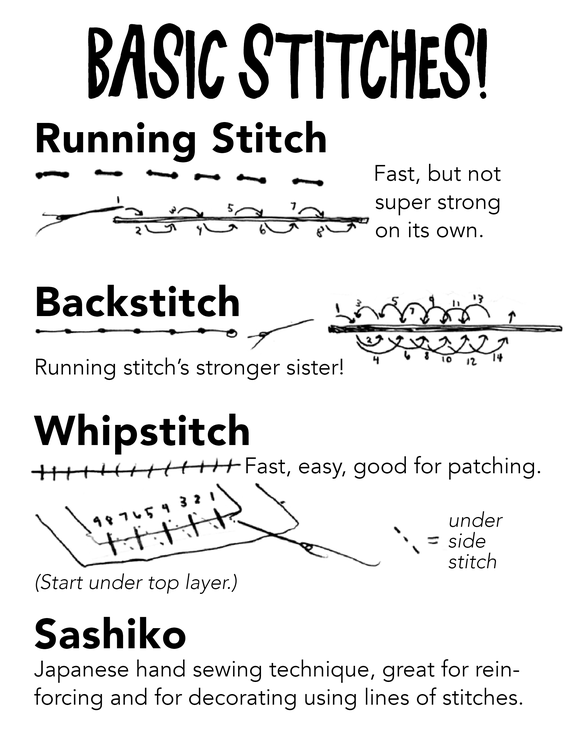 BASIC STITCHES!
Running Stitch
Fast, but not
super strong
on its own.
1 3 5 7
2 4 6 8
Backstitch
1 3 5 7 9 11 13
2 4 6 8 10 12 14
Running stitch’s stronger sister!
Whipstitch
Fast, easy, good for patching.
9 8 7 6 5 4 3 2 1
under
= side
stitch
(Start under top layer.)
Sashiko
Japanese hand sewing technique, great for rein-
forcing and for decorating using lines of stitches.